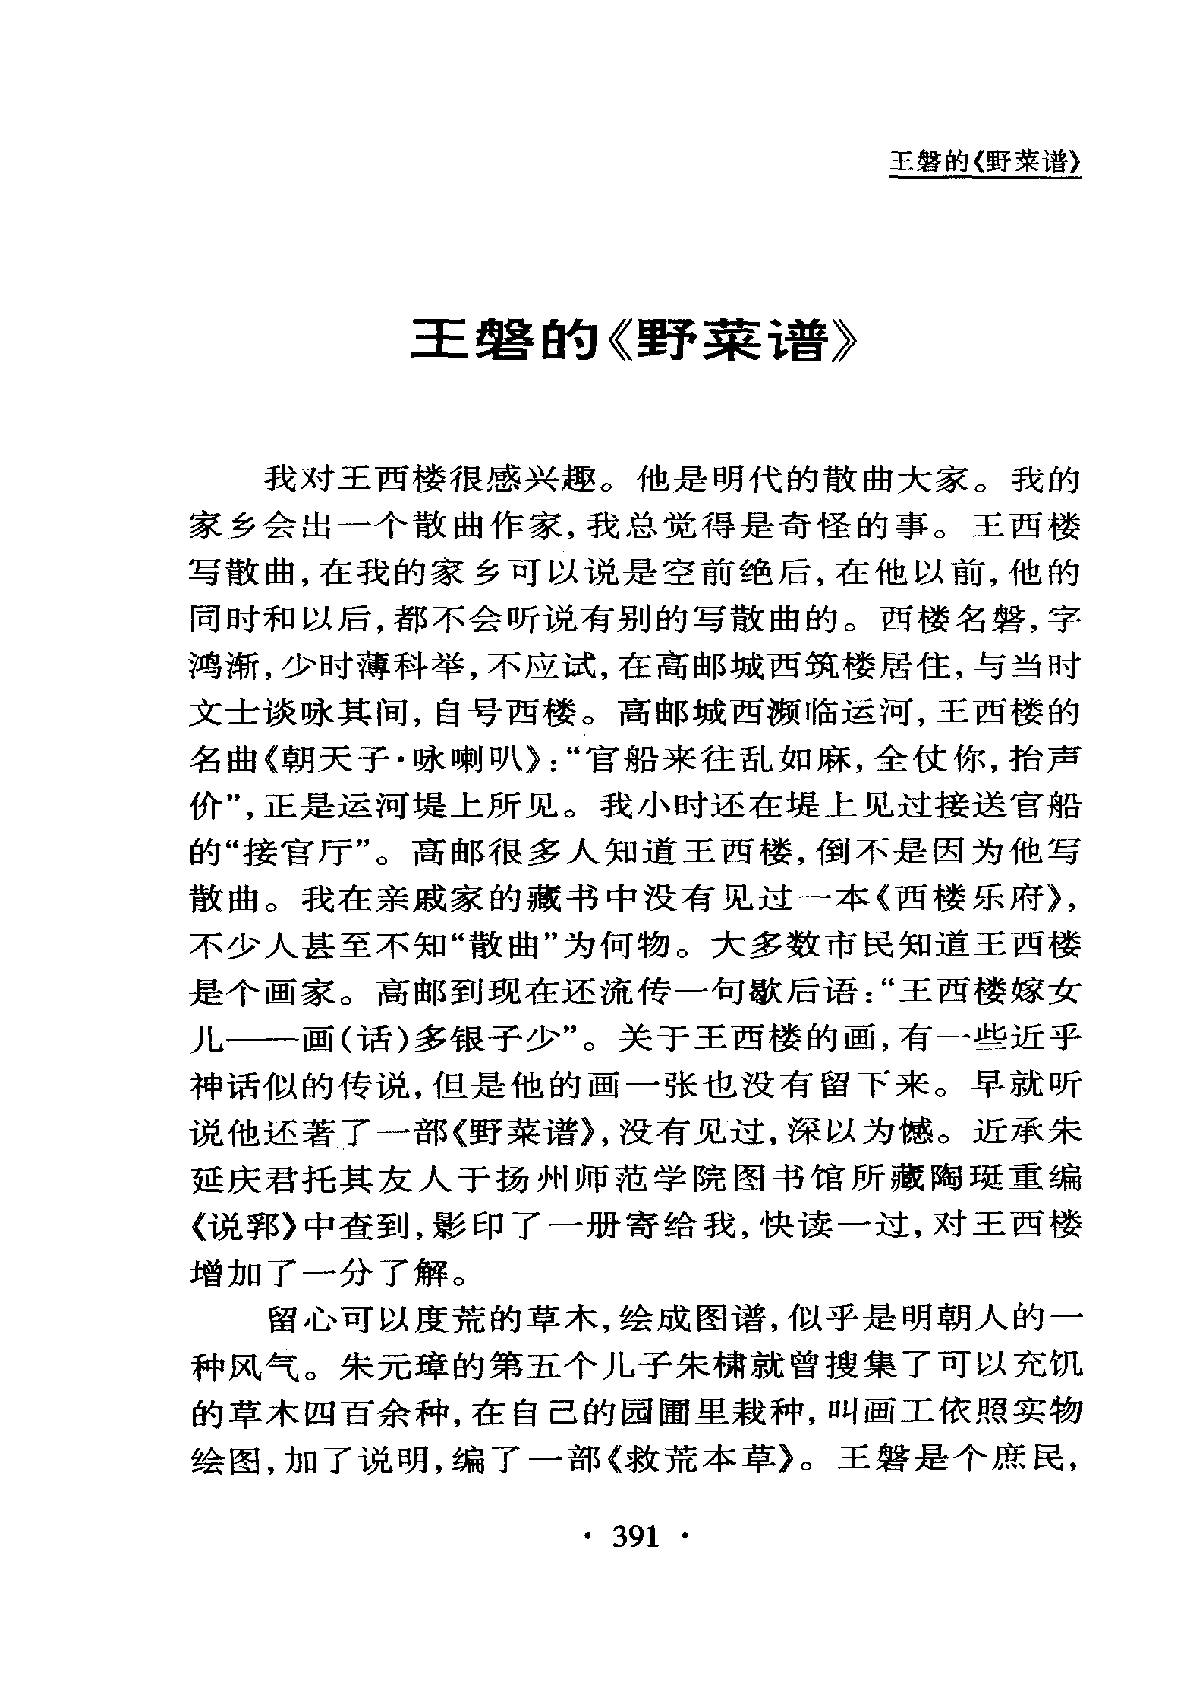 王磐的《野菜谱》
王磐的《野菜谱》
我对王西楼很感兴趣。他是明代的散曲大家。我的
家乡会出一个散曲作家,我总觉得是奇怪的事。王西楼
写散曲,在我的家乡可以说是空前绝后,在他以前,他的
同时和以后,都不会听说有别的写散曲的。西楼名磐,字
鸿渐,少时薄科举,不应试,在高邮城西筑楼居住,与当时
文士谈咏其间,自号西楼。高邮城西濒临运河,王西楼的
名曲《朝天子·咏喇叭》:“官船来往乱如麻,全仗你,抬声
价”,正是运河堤上所见。我小时还在堤上见过接送官船
的“接官厅”。高邮很多人知道王西楼,倒不是因为他写
散曲。我在亲戚家的藏书中没有见过一本《西楼乐府》,
不少人甚至不知“散曲”为何物。大多数市民知道王西楼
是个画家。高邮到现在还流传一句歇后语:“王西楼嫁女
儿——画(话)多银子少”。关于王西楼的画,有一些近乎
神话似的传说,但是他的画一张也没有留下来。早就听
说他还著了一部《野菜谱》,没有见过,深以为憾。近承朱
延庆君托其友人于扬州师范学院图书馆所藏陶珽重编
《说郛》中查到,影印了一册寄给我,快读一过,对王西楼
增加了一分了解。
留心可以度荒的草木,绘成图谱,似乎是明朝人的一
种风气。朱元璋的第五个儿子朱橚就曾搜集了可以充饥
的草木四百余种,在自己的园圃里栽种,叫画工依照实物
绘图,加了说明,编了一部《救荒本草》。王磐是个庶民,
· 391 ·